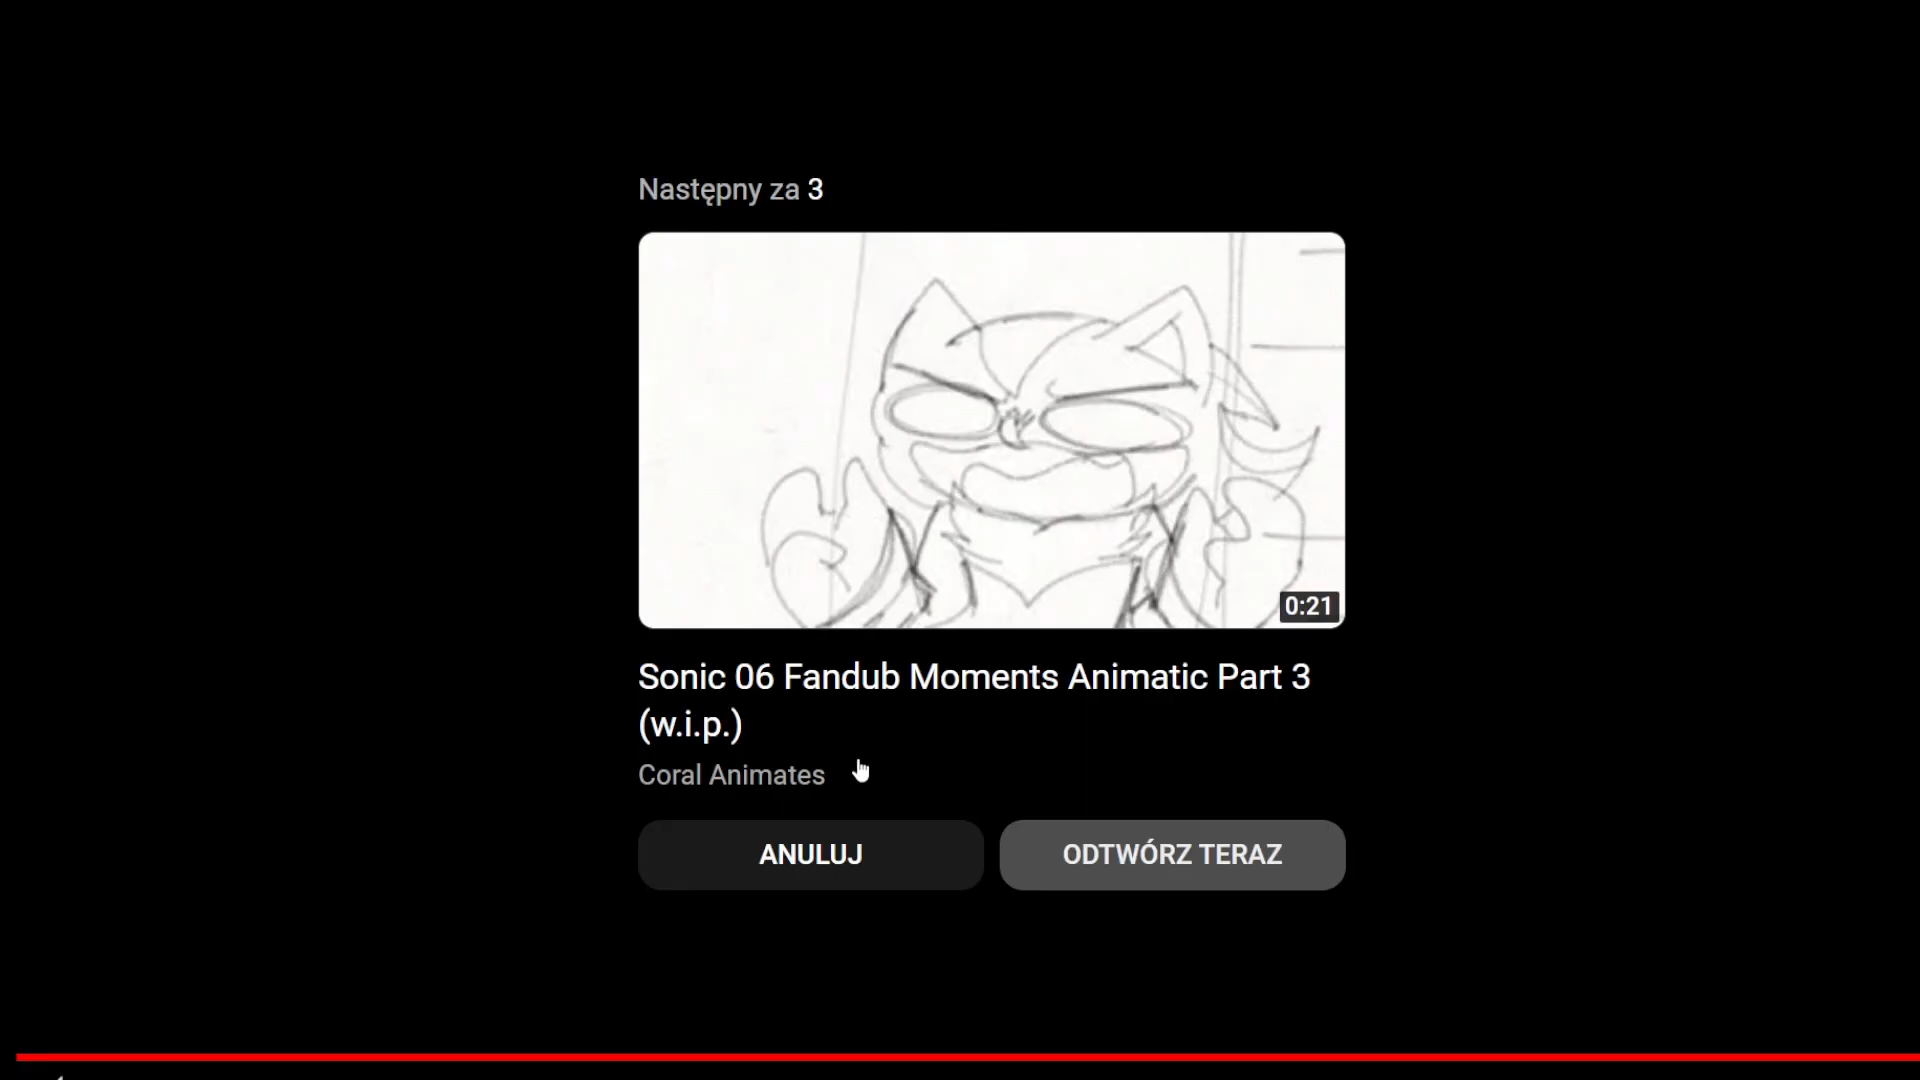 Następny za 3
0:21
Sonic 06 Fandub Moments Animatic Part 3
(w.i.p.)
Coral Animates
ANULUJ
ODTWÓRZ TERAZ